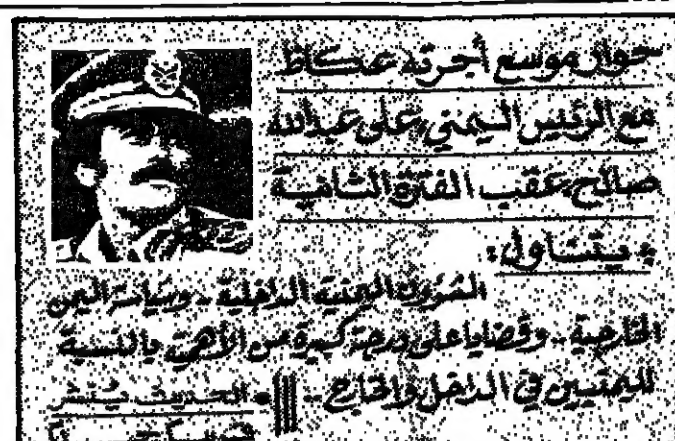 حوار موسع أجرته عكاظ
مع الرئيس اليمني علي عبدالله
صالح عقب الفترة الثانية
* يتناول:
الشؤون اليمنية الداخلية .. وسياسة اليمن
الخارجية .. وقضايا على درجة كبيرة من الأهمية بالنسبة
لليمنيين في الداخل والخارج ..
* الحديث يُنشر